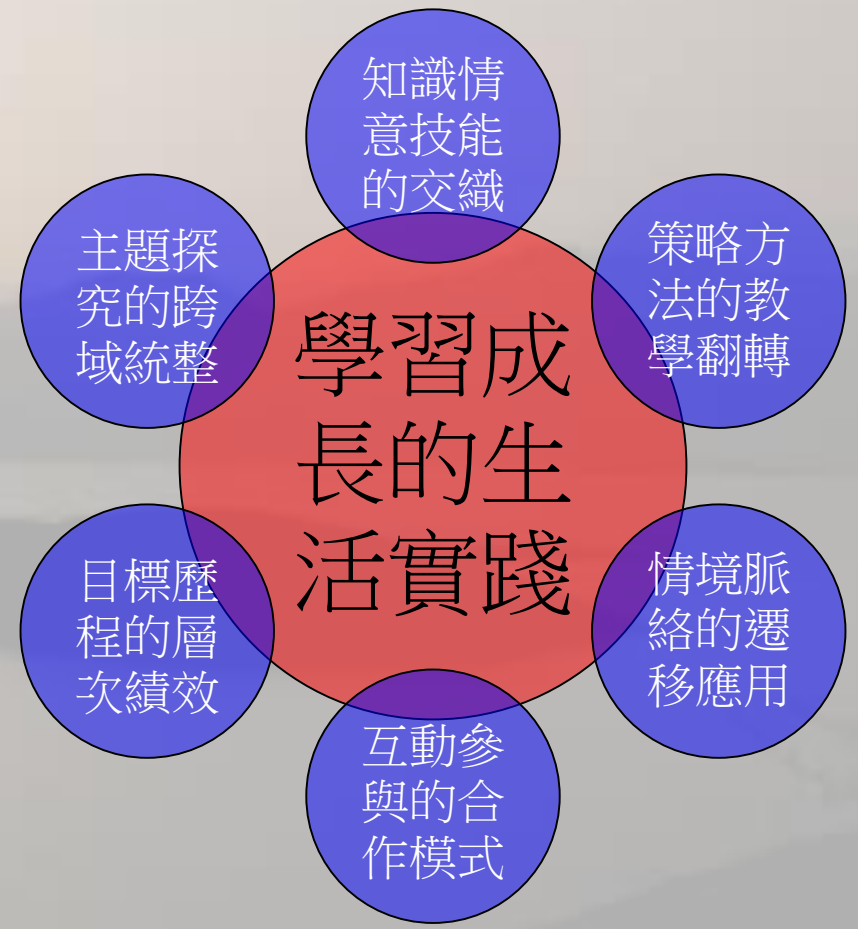 知識情
意技能
的交織
策略方
法的教
學翻轉
情境脈
絡的遷
移應用
互動參
與的合
作模式
目標歷
程的層
次績效
主題探
究的跨
域統整
學習成
長的生
活實踐